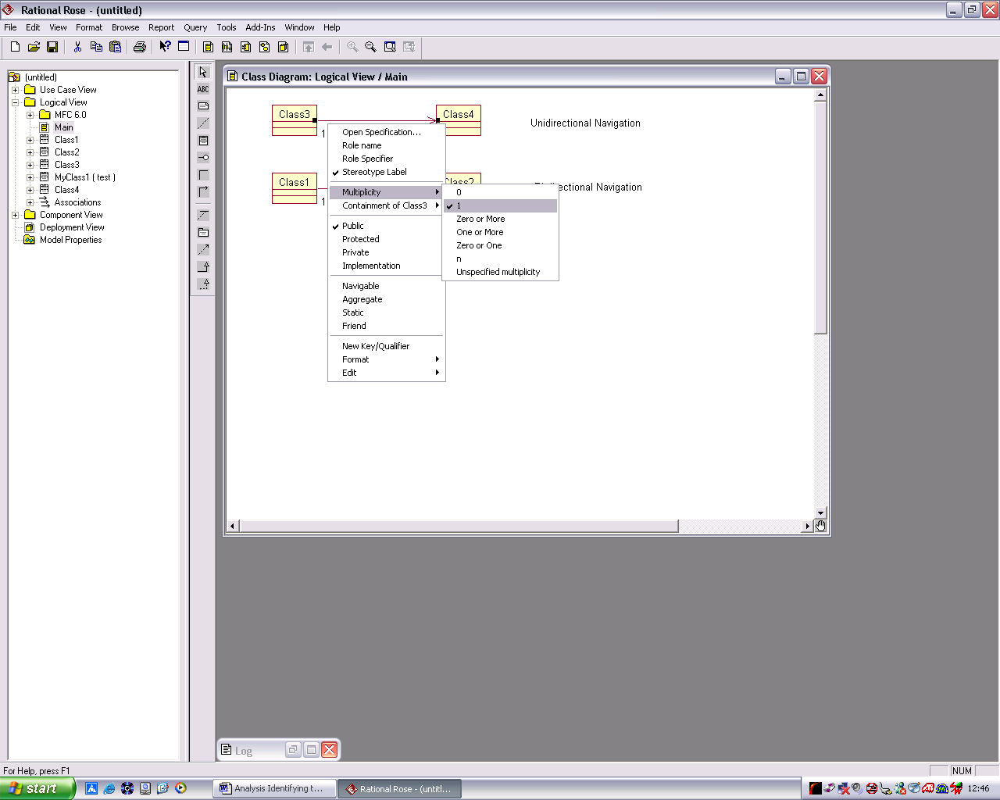 Rational Rose - (untitled)
File Edit View Format Browse Report Query Tools Add-Ins Window Help
ABC
(untitled)
Use Case View
Logical View
MFC 6.0
Main
Class1
Class2
Class3
MyClass1 ( test )
Class4
Associations
Component View
Deployment View
Model Properties
Class Diagram: Logical View / Main
Class3
Class4
Unidirectional Navigation
1
Class1
Class2
1
Open Specification...
Role name
Role Specifier
Stereotype Label
Multiplicity
Containment of Class3
Public
Protected
Private
Implementation
Navigable
Aggregate
Static
Friend
New Key/Qualifier
Format
Edit
0
1
Zero or More
One or More
Zero or One
n
Unspecified multiplicity
Navigation
Log
For Help, press F1
NUM
start
Analysis Identifying t...
Rational Rose - (untitl...
12:46